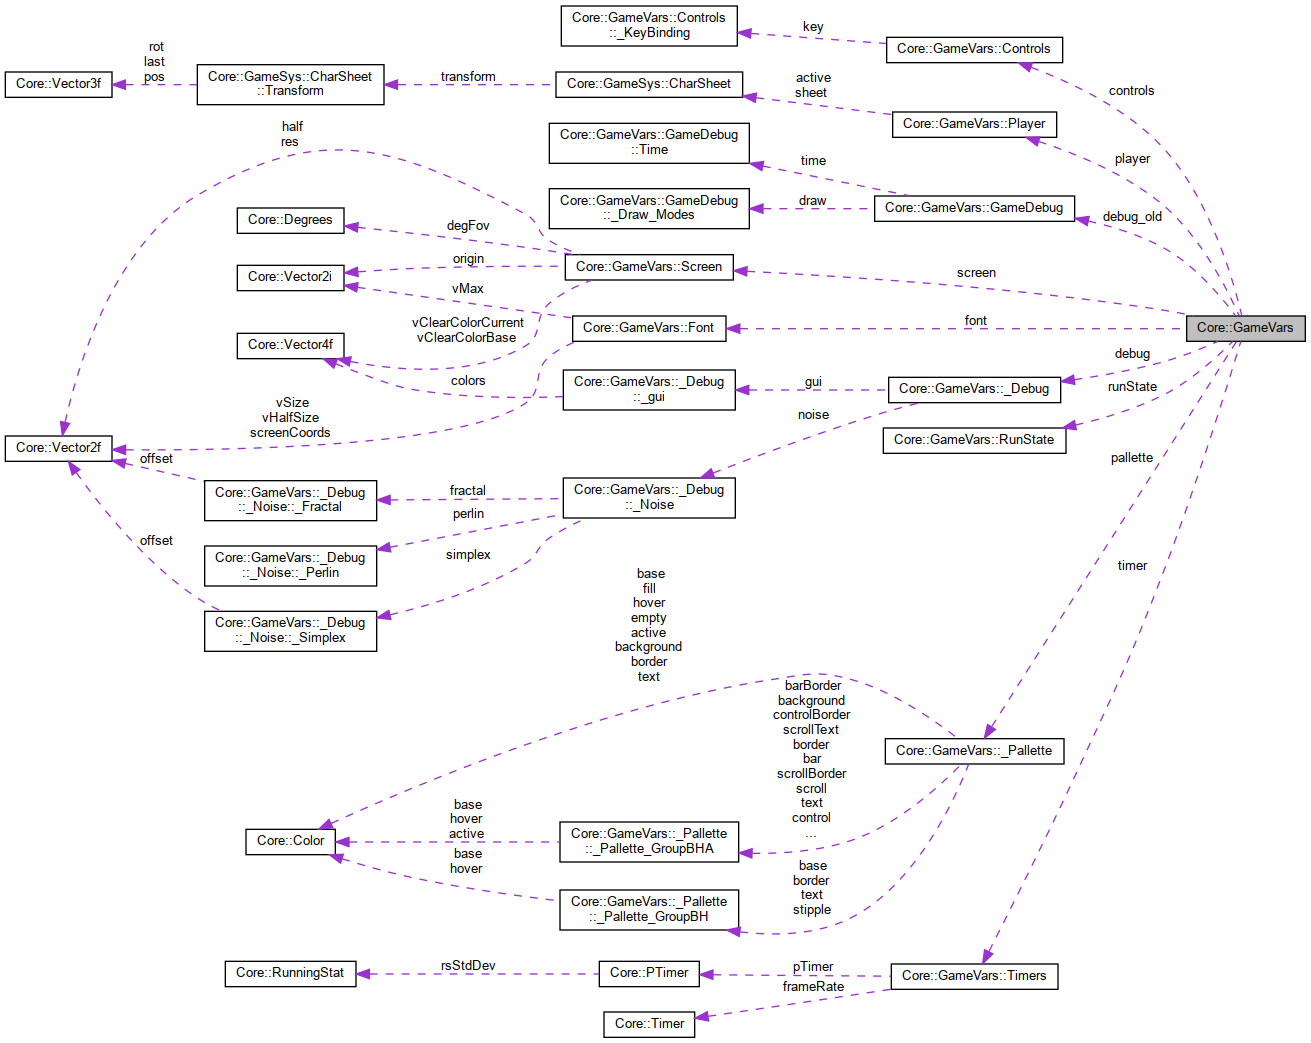 Core::GameVars::Controls
::_KeyBinding
key
Core::GameVars::Controls
rot
last
pos
Core::Vector3f
Core::GameSys::CharSheet
::Transform
transform
Core::GameSys::CharSheet
active
sheet
Core::GameVars::Player
controls
half
res
Core::GameVars::GameDebug
::Time
time
player
Core::GameVars::GameDebug
::_Draw_Modes
draw
Core::GameVars::GameDebug
debug_old
Core::Degrees
degFov
Core::Vector2i
origin
Core::GameVars::Screen
screen
vMax
vClearColorCurrent
vClearColorBase
Core::GameVars::Font
font
Core::GameVars
Core::Vector4f
colors
Core::GameVars::_Debug
::_gui
gui
Core::GameVars::_Debug
debug
runState
vSize
vHalfSize
screenCoords
noise
Core::GameVars::RunState
Core::Vector2f
offset
pallette
Core::GameVars::_Debug
::_Noise::_Fractal
fractal
Core::GameVars::_Debug
::_Noise
perlin
offset
Core::GameVars::_Debug
::_Noise::_Perlin
simplex
timer
Core::GameVars::_Debug
::_Noise::_Simplex
base
fill
hover
empty
active
background
border
text
barBorder
background
controlBorder
scrollText
border
bar
scrollBorder
scroll
text
control
...
Core::GameVars::_Pallette
Core::Color
base
hover
active
Core::GameVars::_Pallette
::_Pallette_GroupBHA
base
hover
Core::GameVars::_Pallette
::_Pallette_GroupBH
base
border
text
stipple
Core::RunningStat
rsStdDev
Core::PTimer
pTimer
Core::GameVars::Timers
frameRate
Core::Timer